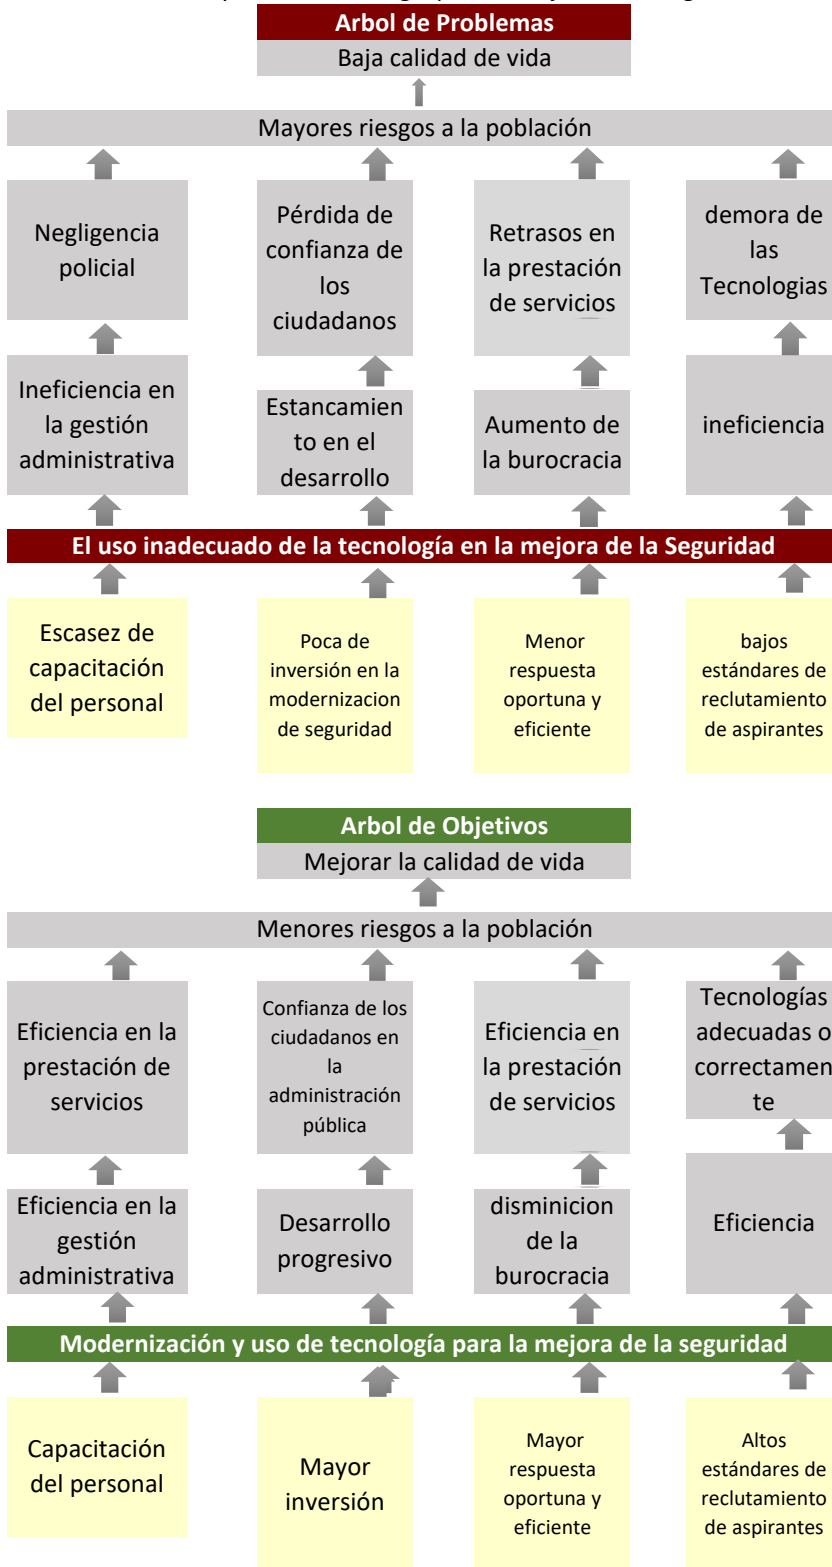 Arbol de Problemas
Baja calidad de vida
Mayores riesgos a la población
Negligencia
policial
Pérdida de
confianza de
los
ciudadanos
Retrasos en
la prestación
de servicios
demora de
las
Tecnologias
Ineficiencia en
la gestión
administrativa
Estancamien
to en el
desarrollo
Aumento de
la burocracia
ineficiencia
El uso inadecuado de la tecnología en la mejora de la Seguridad
Escasez de
capacitación
del personal
Poca de
inversión en la
modernizacion
de seguridad
Menor
respuesta
oportuna y
eficiente
bajos
estándares de
reclutamiento
de aspirantes
Arbol de Objetivos
Mejorar la calidad de vida
Menores riesgos a la población
Eficiencia en la
prestación de
servicios
Confianza de los
ciudadanos en
la
administración
pública
Eficiencia en
la prestación
de servicios
Tecnologías
adecuadas o
correctamen
te
Eficiencia en la
gestión
administrativa
Desarrollo
progresivo
disminicion
de la
burocracia
Eficiencia
Modernización y uso de tecnología para la mejora de la seguridad
Capacitación
del personal
Mayor
inversión
Mayor
respuesta
oportuna y
eficiente
Altos
estándares de
reclutamiento
de aspirantes